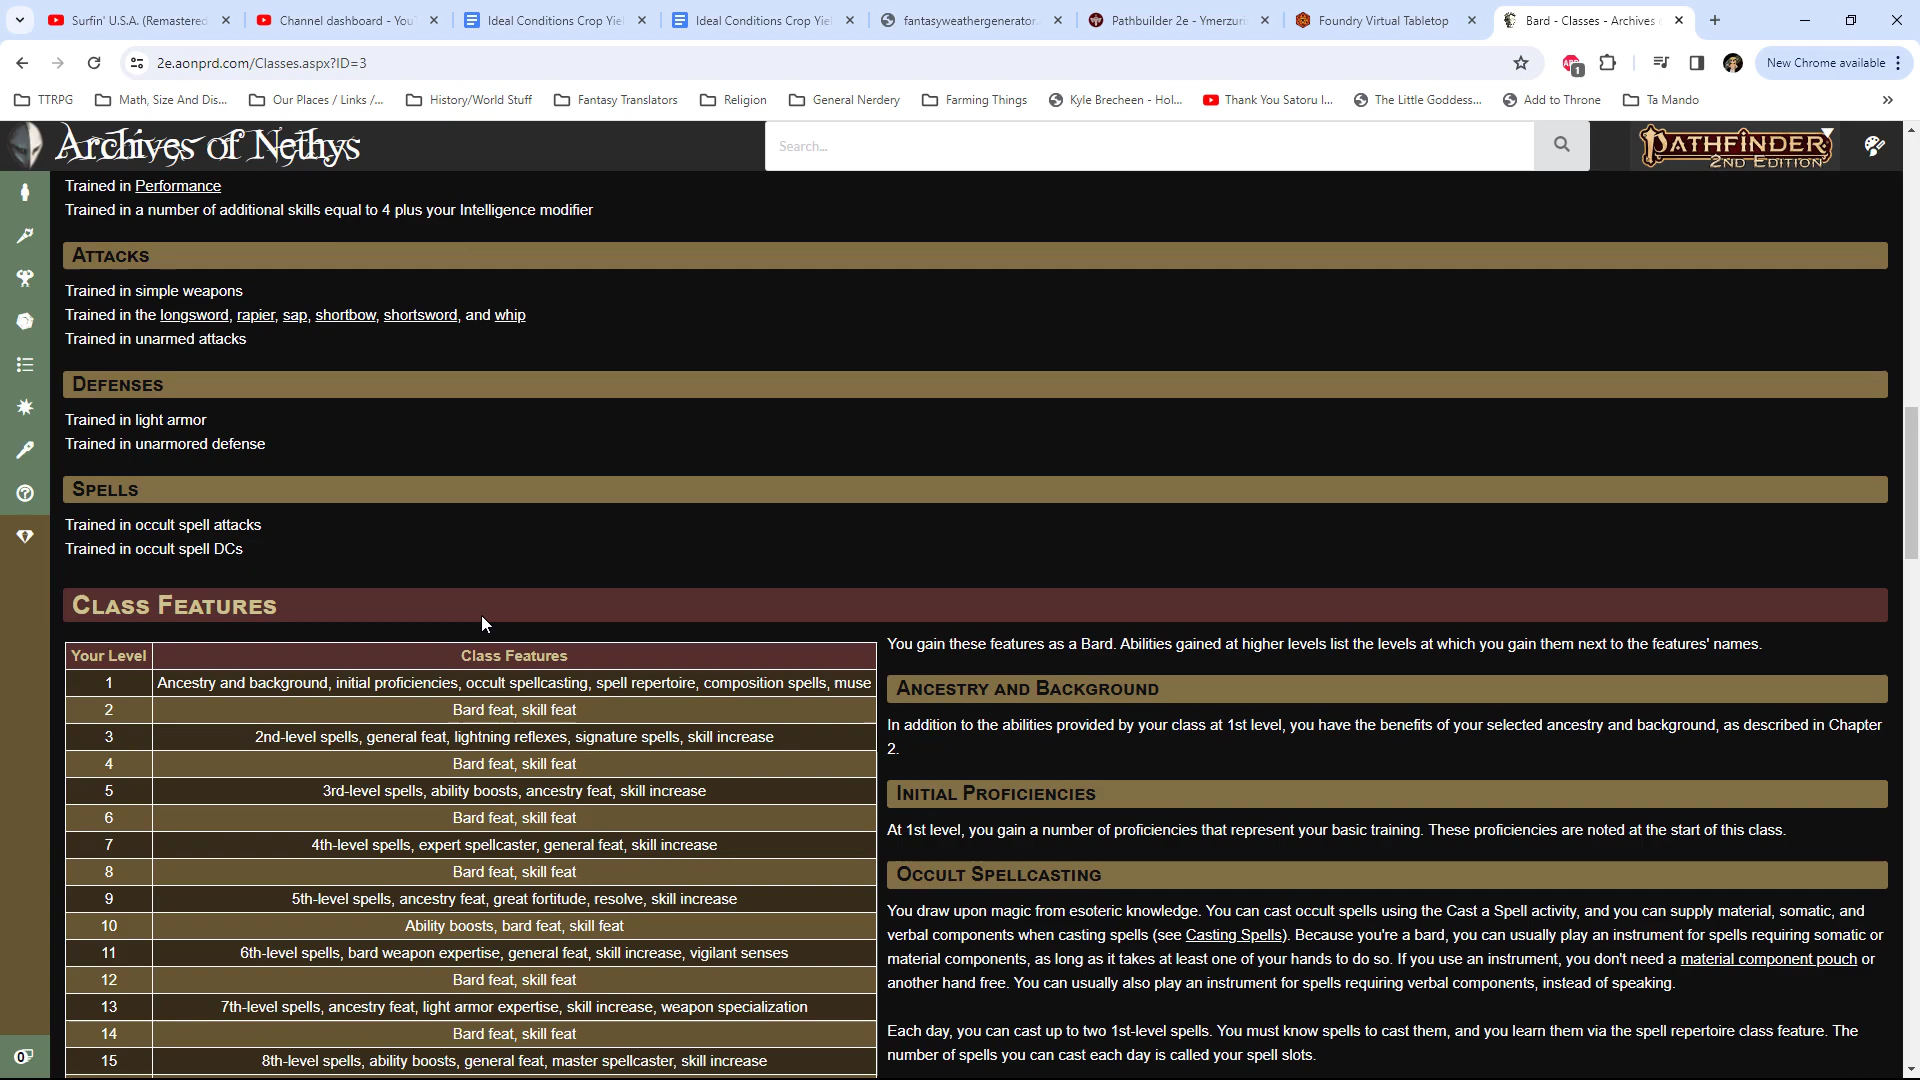 Surfin' U.S.A. (Remastered
Channel dashboard - You
Ideal Conditions Crop Yie
Ideal Conditions Crop Yie
fantasyweathergenerator.
Pathbuilder 2e - Ymerzuri
Foundry Virtual Tabletop
Bard - Classes - Archives
2e.aonprd.com/Classes.aspx?ID=3
ABP
1
New Chrome available
TTRPG
Math, Size And Dis...
Our Places / Links /...
History/World Stuff
Fantasy Translators
Religion
General Nerdery
Farming Things
Kyle Brecheen - Hol...
Thank You Satoru I...
The Little Goddess...
Add to Throne
Ta Mando
Archives of Nethys
Search...
PATHFINDER
2ND EDITION
Trained in Performance
Trained in a number of additional skills equal to 4 plus your Intelligence modifier
ATTACKS
Trained in simple weapons
Trained in the longsword, rapier, sap, shortbow, shortsword, and whip
Trained in unarmed attacks
DEFENSES
Trained in light armor
Trained in unarmored defense
SPELLS
Trained in occult spell attacks
Trained in occult spell DCs
CLASS FEATURES
Your Level Class Features
1 Ancestry and background, initial proficiencies, occult spellcasting, spell repertoire, composition spells, muse
2 Bard feat, skill feat
3 2nd-level spells, general feat, lightning reflexes, signature spells, skill increase
4 Bard feat, skill feat
5 3rd-level spells, ability boosts, ancestry feat, skill increase
6 Bard feat, skill feat
7 4th-level spells, expert spellcaster, general feat, skill increase
8 Bard feat, skill feat
9 5th-level spells, ancestry feat, great fortitude, resolve, skill increase
10 Ability boosts, bard feat, skill feat
11 6th-level spells, bard weapon expertise, general feat, skill increase, vigilant senses
12 Bard feat, skill feat
13 7th-level spells, ancestry feat, light armor expertise, skill increase, weapon specialization
14 Bard feat, skill feat
15 8th-level spells, ability boosts, general feat, master spellcaster, skill increase
You gain these features as a Bard. Abilities gained at higher levels list the levels at which you gain them next to the features' names.
ANCESTRY AND BACKGROUND
In addition to the abilities provided by your class at 1st level, you have the benefits of your selected ancestry and background, as described in Chapter
2.
INITIAL PROFICIENCIES
At 1st level, you gain a number of proficiencies that represent your basic training. These proficiencies are noted at the start of this class.
OCCULT SPELLCASTING
You draw upon magic from esoteric knowledge. You can cast occult spells using the Cast a Spell activity, and you can supply material, somatic, and
verbal components when casting spells (see Casting Spells). Because you're a bard, you can usually play an instrument for spells requiring somatic or
material components, as long as it takes at least one of your hands to do so. If you use an instrument, you don't need a material component pouch or
another hand free. You can usually also play an instrument for spells requiring verbal components, instead of speaking.
Each day, you can cast up to two 1st-level spells. You must know spells to cast them, and you learn them via the spell repertoire class feature. The
number of spells you can cast each day is called your spell slots.